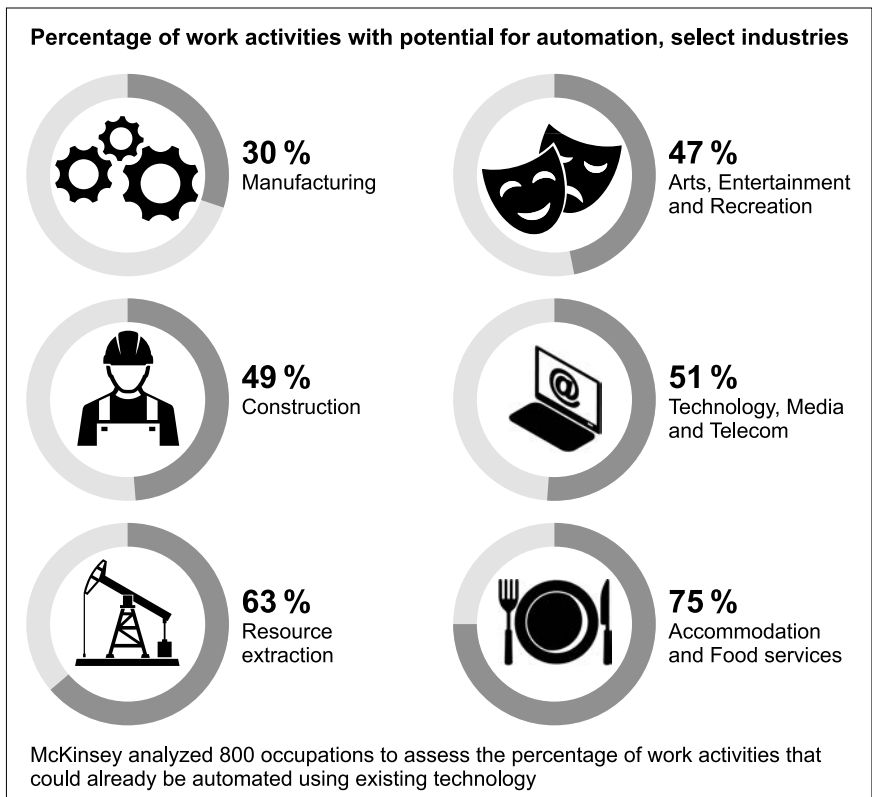 Percentage of work activities with potential for automation, select industries
30 %
Manufacturing
47 %
Arts, Entertainment
and Recreation
49 %
Construction
@
51 %
Technology, Media
and Telecom
63 %
Resource
extraction
75 %
Accommodation
and Food services
McKinsey analyzed 800 occupations to assess the percentage of work activities that
could already be automated using existing technology